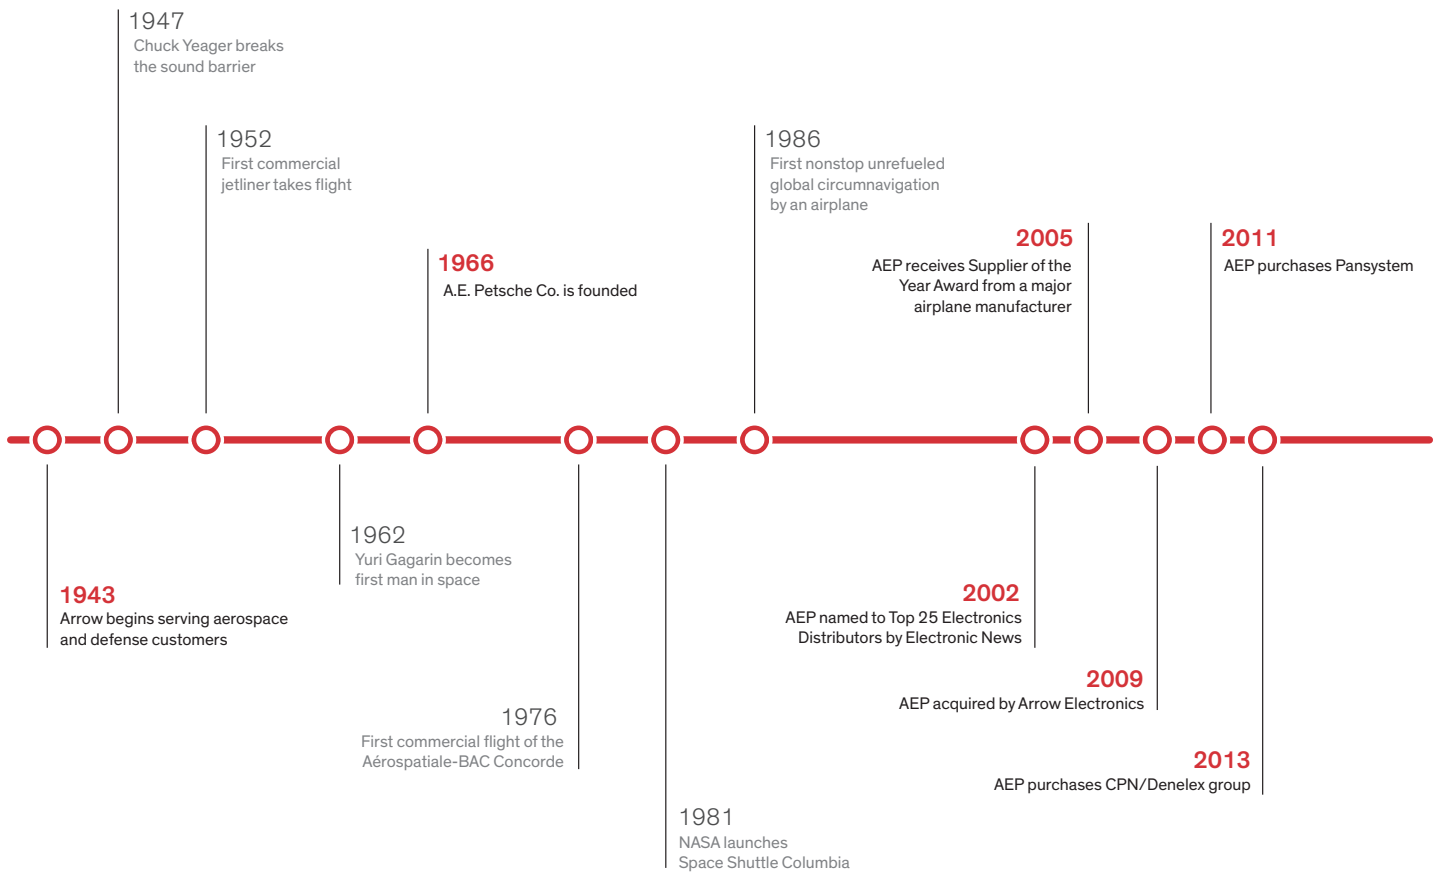 1947
Chuck Yeager breaks
the sound barrier
1952
First commercial
jetliner takes flight
1986
First nonstop unrefueled
global circumnavigation
by an airplane
1966
A.E. Petsche Co. is founded
2005
AEP receives Supplier of the
Year Award from a major
airplane manufacturer
2011
AEP purchases Pansystem
1943
Arrow begins serving aerospace
and defense customers
1962
Yuri Gagarin becomes
first man in space
1976
First commercial flight of the
Aérospatiale-BAC Concorde
1981
NASA launches
Space Shuttle Columbia
2002
AEP named to Top 25 Electronics
Distributors by Electronic News
2009
AEP acquired by Arrow Electronics
2013
AEP purchases CPN/Denelex group